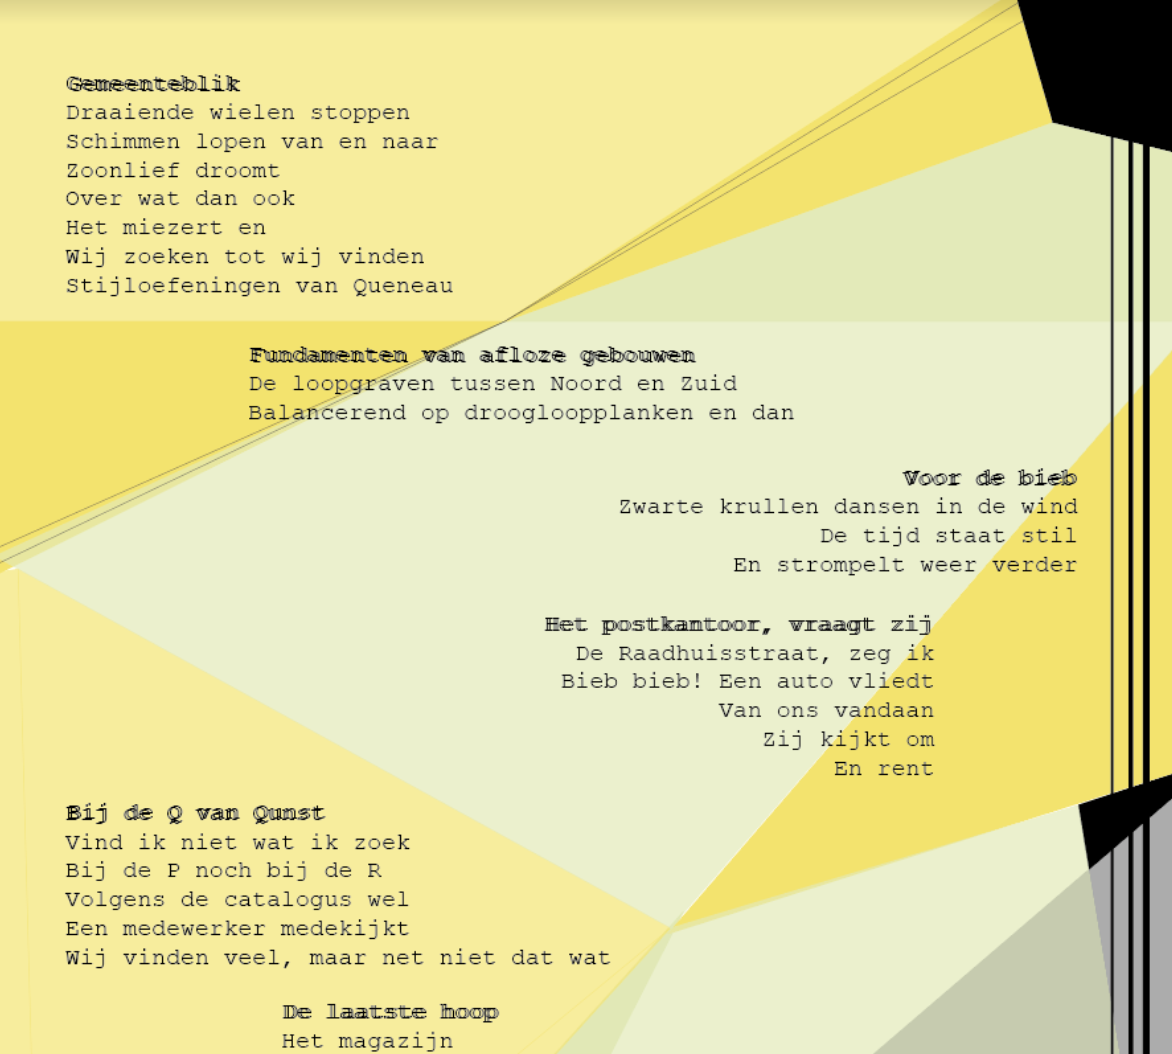 Gemeenteblik
Draaiende wielen stoppen
Schimmen lopen van en naar
Zoonlief droomt
Over wat dan ook
Het miezert en
Wij zoeken tot wij vinden
Stijloefeningen van Queneau
Fundamenten van afloze gebouwen
De loopgraven tussen Noord en Zuid
Balancerend op droogloopplanken en dan
Voor de bieb
Zwarte krullen dansen in de wind
De tijd staat stil
En strompelt weer verder
Het postkantoor, vraagt zij
De Raadhuisstraat, zeg ik
Bieb bieb! Een auto vliedt
Van ons vandaan
Zij kijkt om
En rent
Bij de Q van Qunst
Vind ik niet wat ik zoek
Bij de P noch bij de R
Volgens de catalogus wel
Een medewerker medekijkt
Wij vinden veel, maar net niet dat wat
De laatste hoop
Het magazijn